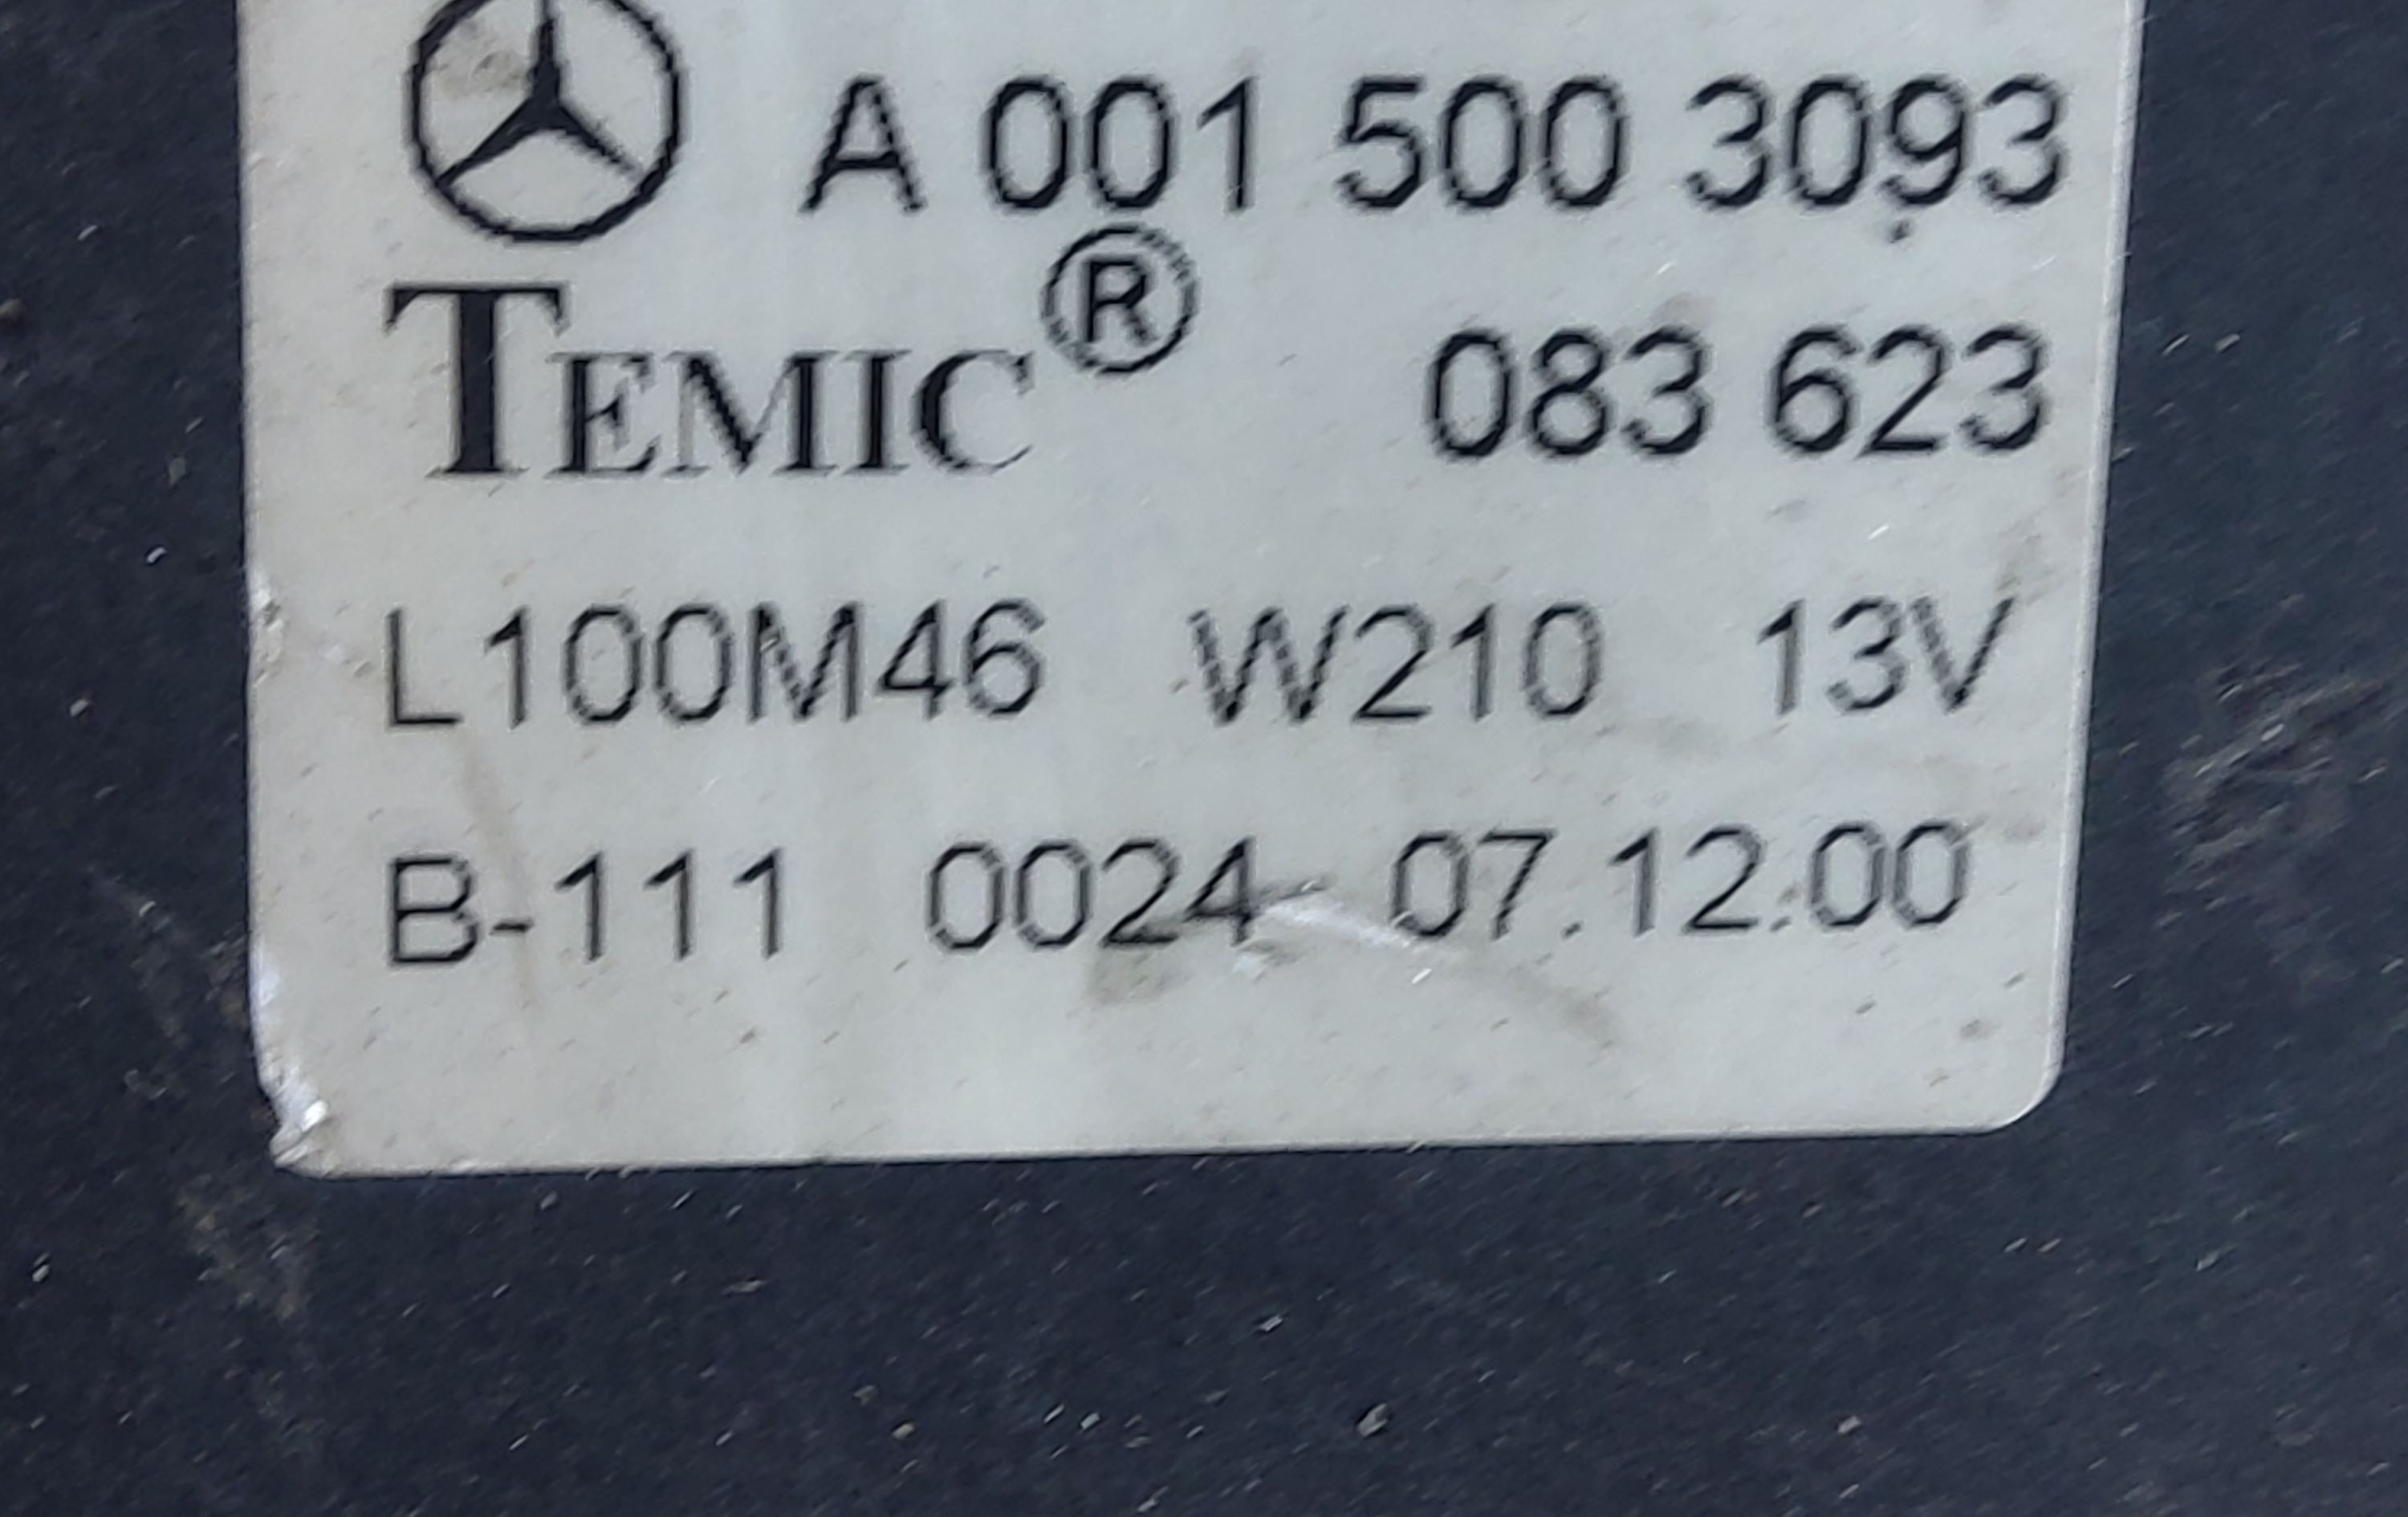 A 001 500 3093
TEMIC® 083 623
L100M46 W210 13V
B-111 0024 07.12.00